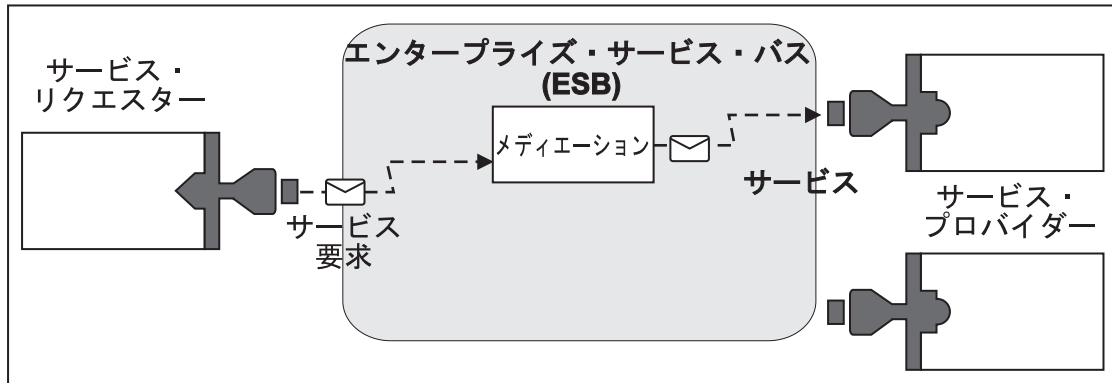 エンタープライズ・サービス・バス
(ESB)
サービス・
リクエスター
メディエーション
サービス
サービス
要求
サービス・
プロバイダー